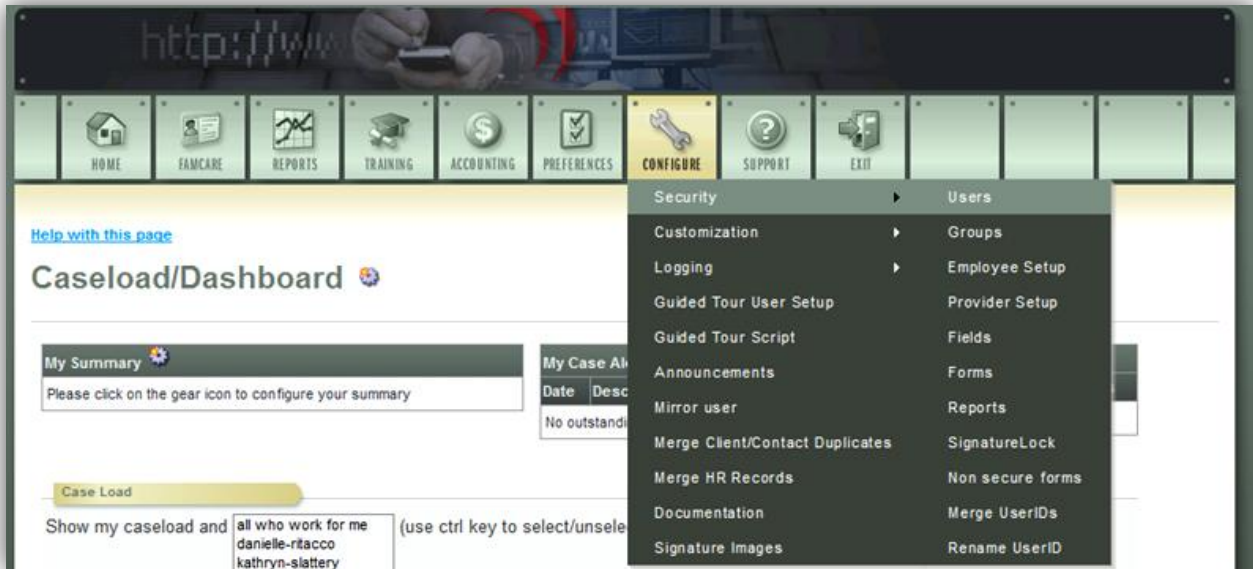 http://ww
HOME
FAMCARE
REPORTS
TRAINING
ACCOUNTING
PREFERENCES
CONFIGURE
SUPPORT
EXIT
Help with this page
Caseload/Dashboard
My Summary
Please click on the gear icon to configure your summary
My Case Al
Date Desc
No outstandi
Case Load
Show my caseload and
all who work for me
danielle-ritacco
kathryn-slattery
(use ctrl key to select/unsele
Security
Customization
Logging
Guided Tour User Setup
Guided Tour Script
Announcements
Mirror user
Merge Client/Contact Duplicates
Merge HR Records
Documentation
Signature Images
Users
Groups
Employee Setup
Provider Setup
Fields
Forms
Reports
SignatureLock
Non secure forms
Merge UserIDs
Rename UserID